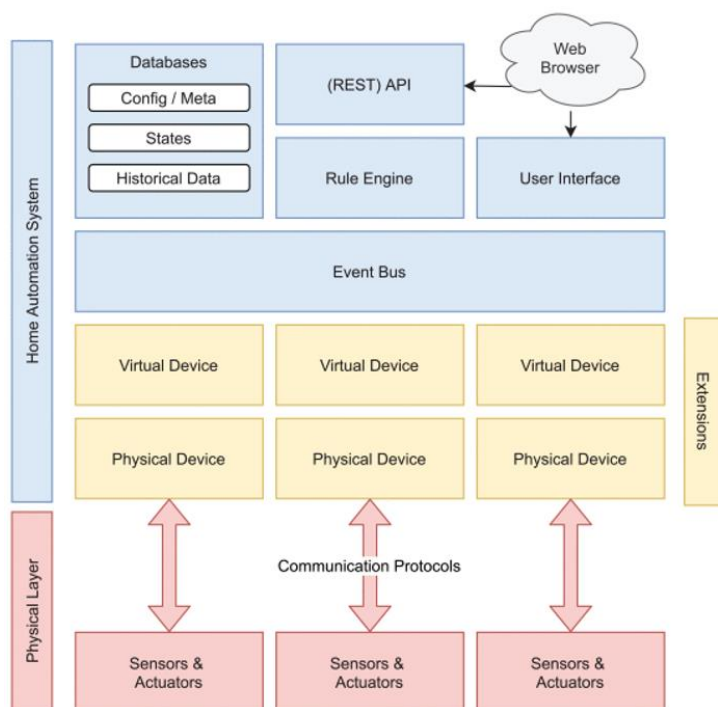 Home Automation System
Databases
Config / Meta
States
Historical Data
(REST) API
Web
Browser
Rule Engine
User Interface
Event Bus
Virtual Device
Virtual Device
Virtual Device
Extensions
Physical Device
Physical Device
Physical Device
Physical Layer
Communication Protocols
Sensors &
Actuators
Sensors &
Actuators
Sensors &
Actuators